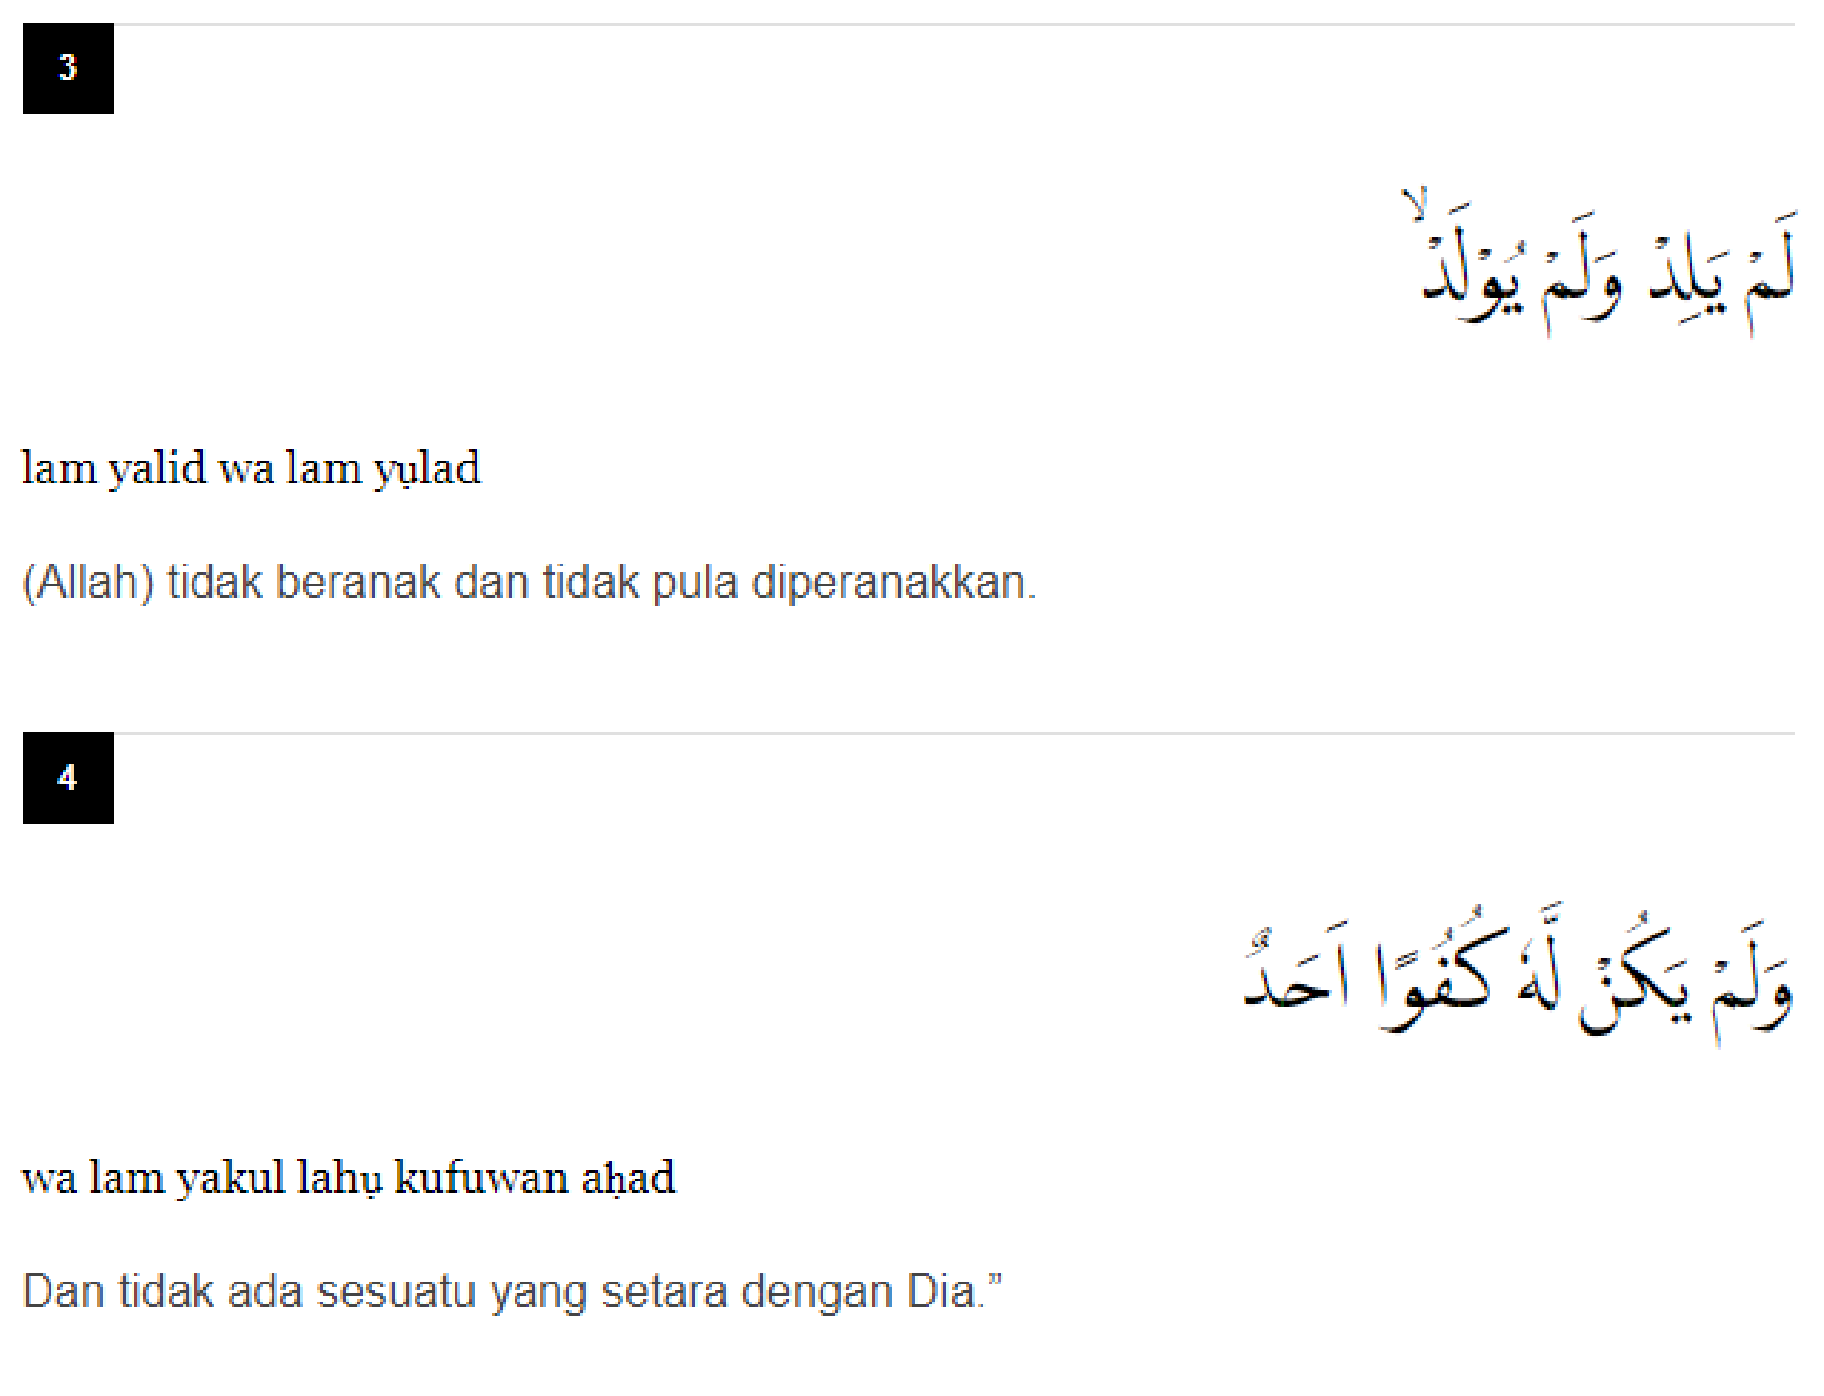 3
لَمْ يَلِدْ وَلَمْ يُوْلَدْۙ
lam yalid wa lam yụlad
(Allah) tidak beranak dan tidak pula diperanakkan.
4
وَلَمْ يَكُنْ لَّهٗ كُفُوًا اَحَدٌ ࣖ
wa lam yakul lahụ kufuwan aḥad
Dan tidak ada sesuatu yang setara dengan Dia.”